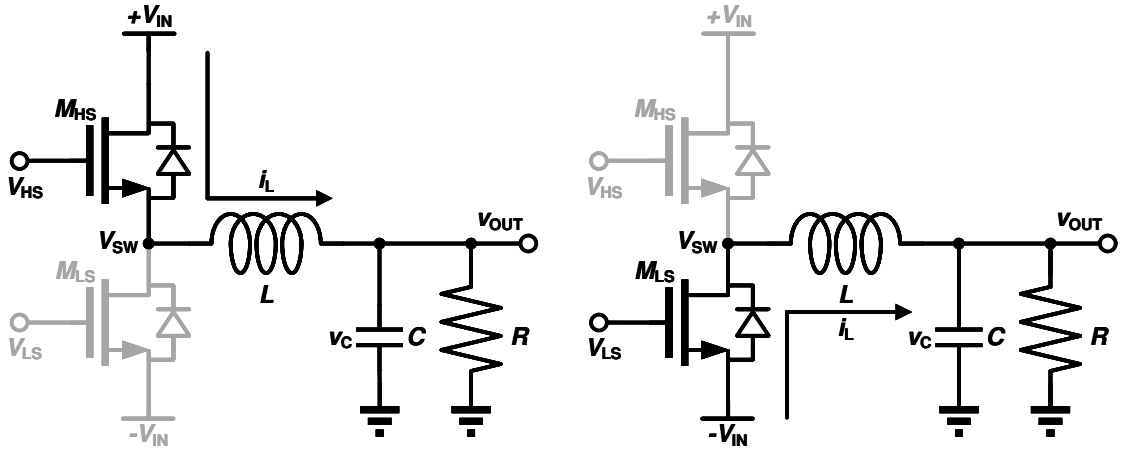 +VIN
MHS
VHS
iL
VSW
vOUT
MLS
L
VLS
vC
C
R
-VIN
+VIN
MHS
VHS
VSW
vOUT
MLS
L
iL
VLS
vC
C
R
-VIN